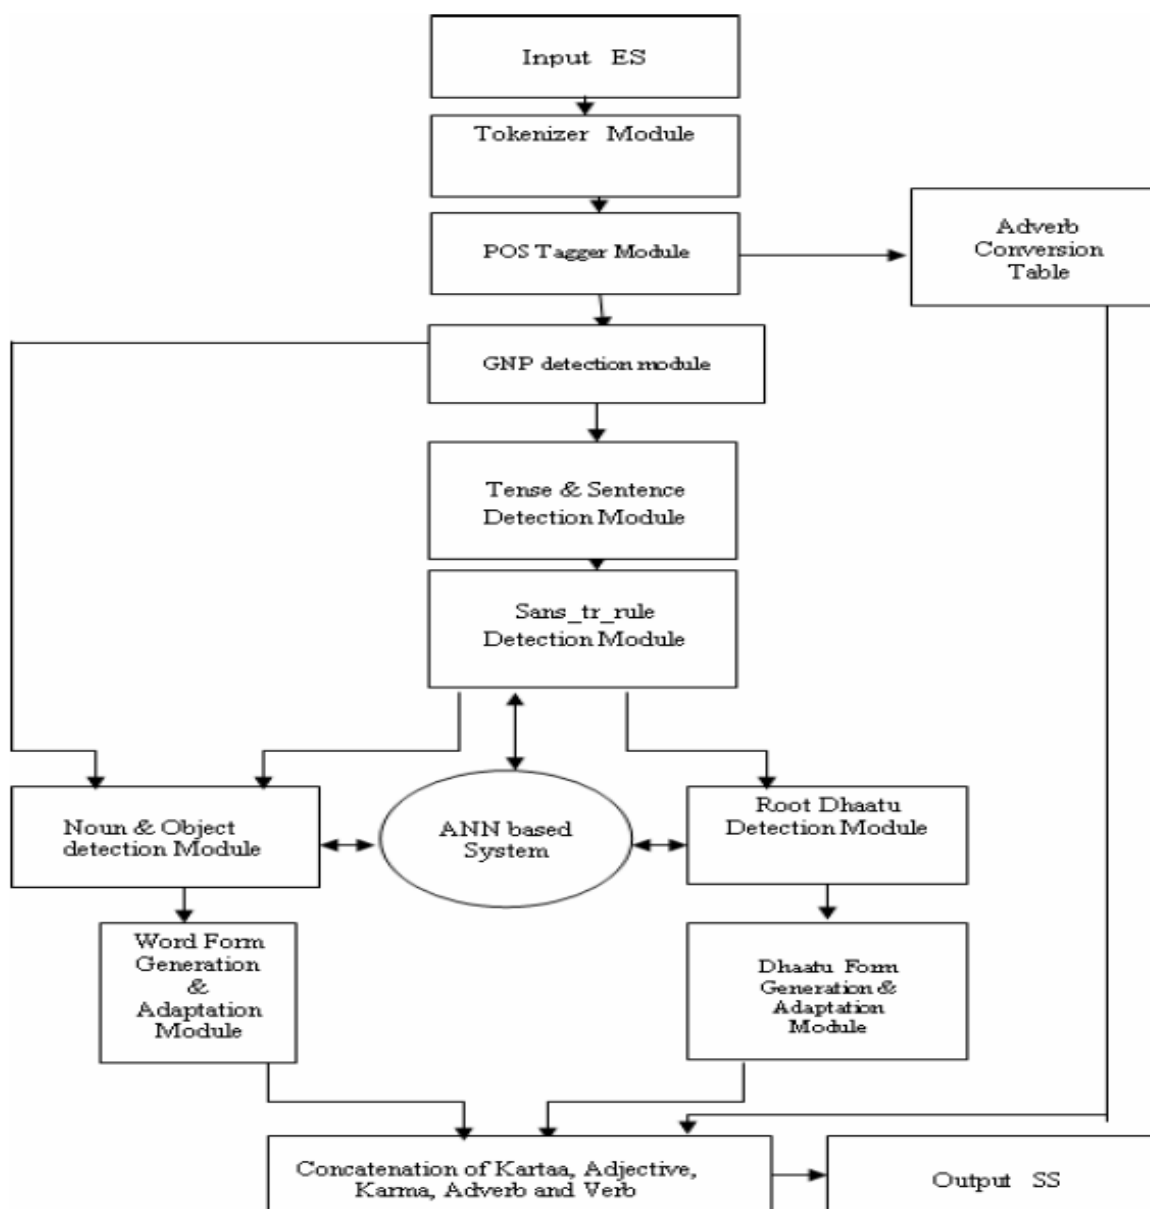 Input ES
Tokenizer Module
POS Tagger Module
Adverb
Conversion
Table
GNP detection module
Tense & Sentence
Detection Module
Sans_tr_rule
Detection Module
Noun & Object
detection Module
ANN based
System
Root Dhaatu
Detection Module
Word Form
Generation
&
Adaptation
Module
Dhaatu Form
Generation &
Adaptation
Module
Concatenation of Kartaa, Adjective,
Karma, Adverb and Verb
Output SS